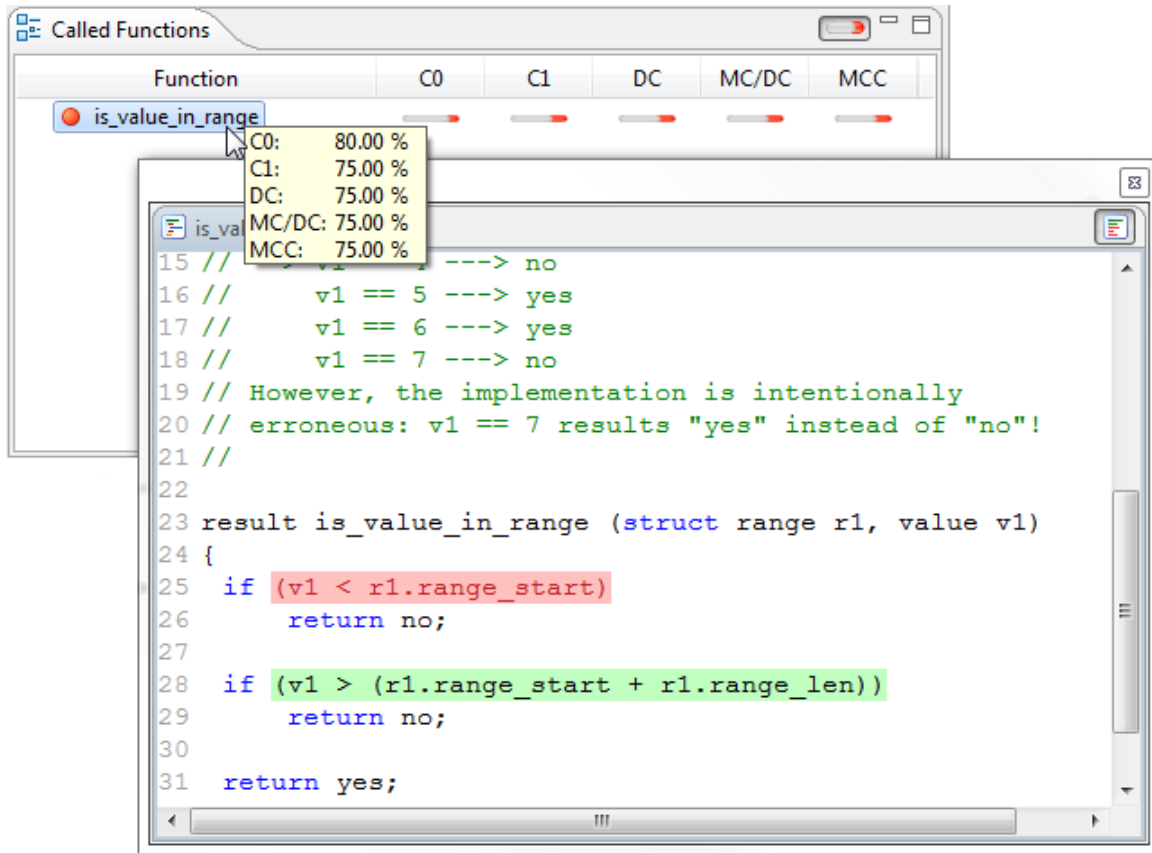 Called Functions
Function C0 C1 DC MC/DC MCC
is_value_in_range
C0: 80.00 %
C1: 75.00 %
DC: 75.00 %
MC/DC: 75.00 %
MCC: 75.00 %
is_val
15 // v1 ---> no
16 // v1 == 5 ---> yes
17 // v1 == 6 ---> yes
18 // v1 == 7 ---> no
19 // However, the implementation is intentionally
20 // erroneous: v1 == 7 results "yes" instead of "no"!
21 //
22
23 result is_value_in_range (struct range r1, value v1)
24 {
25 if (v1 < r1.range_start)
26 return no;
27
28 if (v1 > (r1.range_start + r1.range_len))
29 return no;
30
31 return yes;